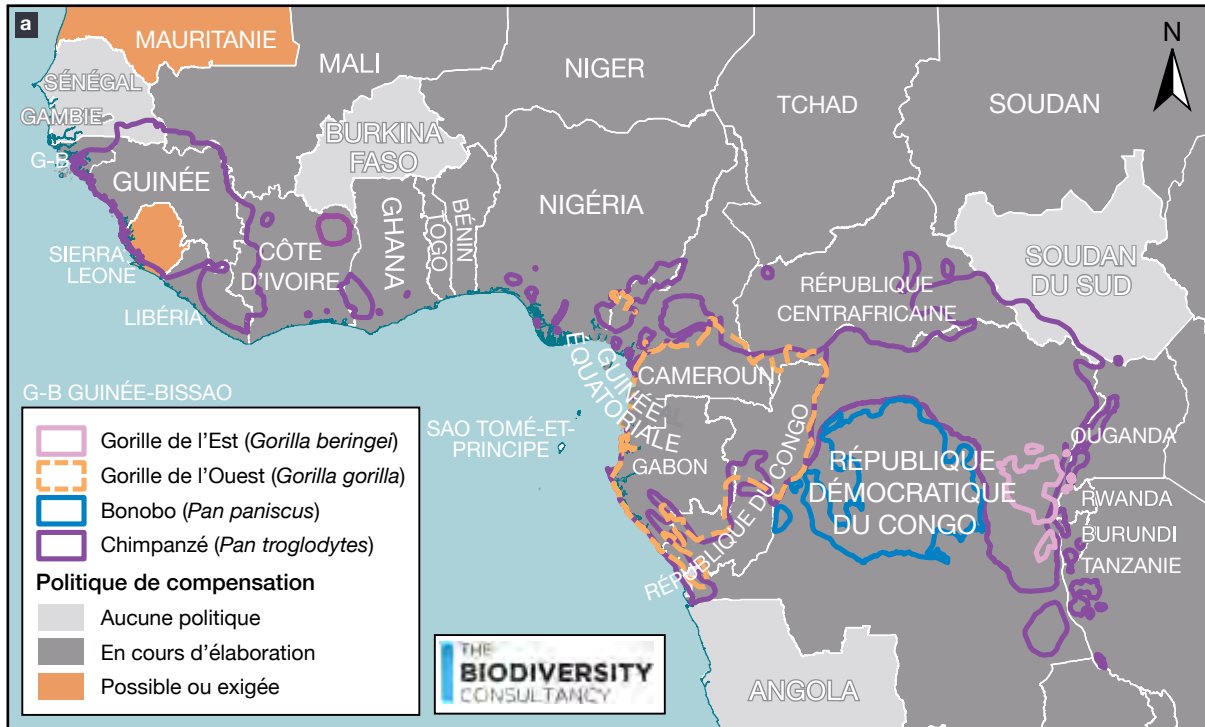 a
MAURITANIE
MALI
NIGER
TCHAD
SOUDAN
N
SÉNÉGAL
GAMBIE
G-B
GUINÉE
BURKINA
FASO
NIGÉRIA
SIERRA
LEONE
LIBÉRIA
CÔTE
D'IVOIRE
GHANA
TOGO
BÉNIN
RÉPUBLIQUE
CENTRAFRICAINE
SOUDAN
DU SUD
GUINÉE
ÉQUATORIALE
CAMEROUN
SAO TOMÉ-ET-
PRINCIPE
GABON
RÉPUBLIQUE DU CONGO
RÉPUBLIQUE
DÉMOCRATIQUE
DU CONGO
OUGANDA
RWANDA
BURUNDI
TANZANIE
ANGOLA
G-B GUINÉE-BISSAO
Gorille de l'Est (Gorilla beringei)
Gorille de l'Ouest (Gorilla gorilla)
Bonobo (Pan paniscus)
Chimpanzé (Pan troglodytes)
Politique de compensation
Aucune politique
En cours d'élaboration
Possible ou exigée
THE
BIODIVERSITY
CONSULTANCY